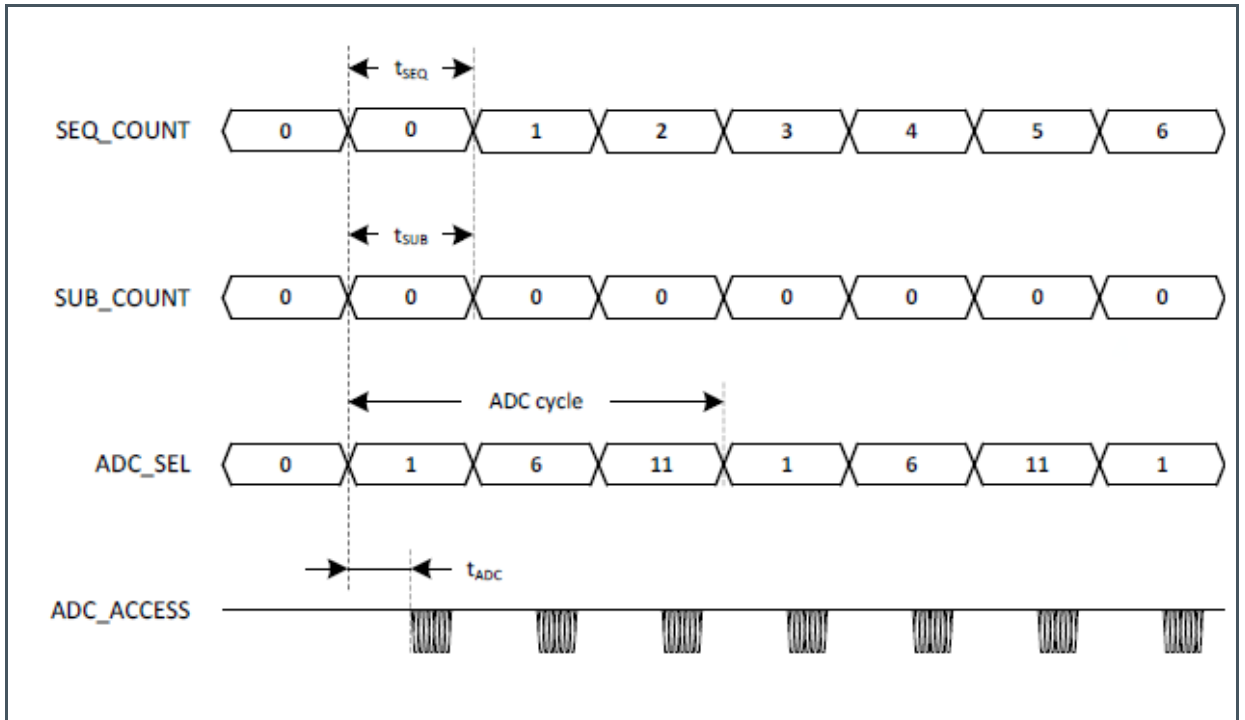 tSEQ
SEQ_COUNT 0 0 1 2 3 4 5 6
tSUB
SUB_COUNT 0 0 0 0 0 0 0 0
ADC cycle
ADC_SEL 0 1 6 11 1 6 11 1
tADC
ADC_ACCESS